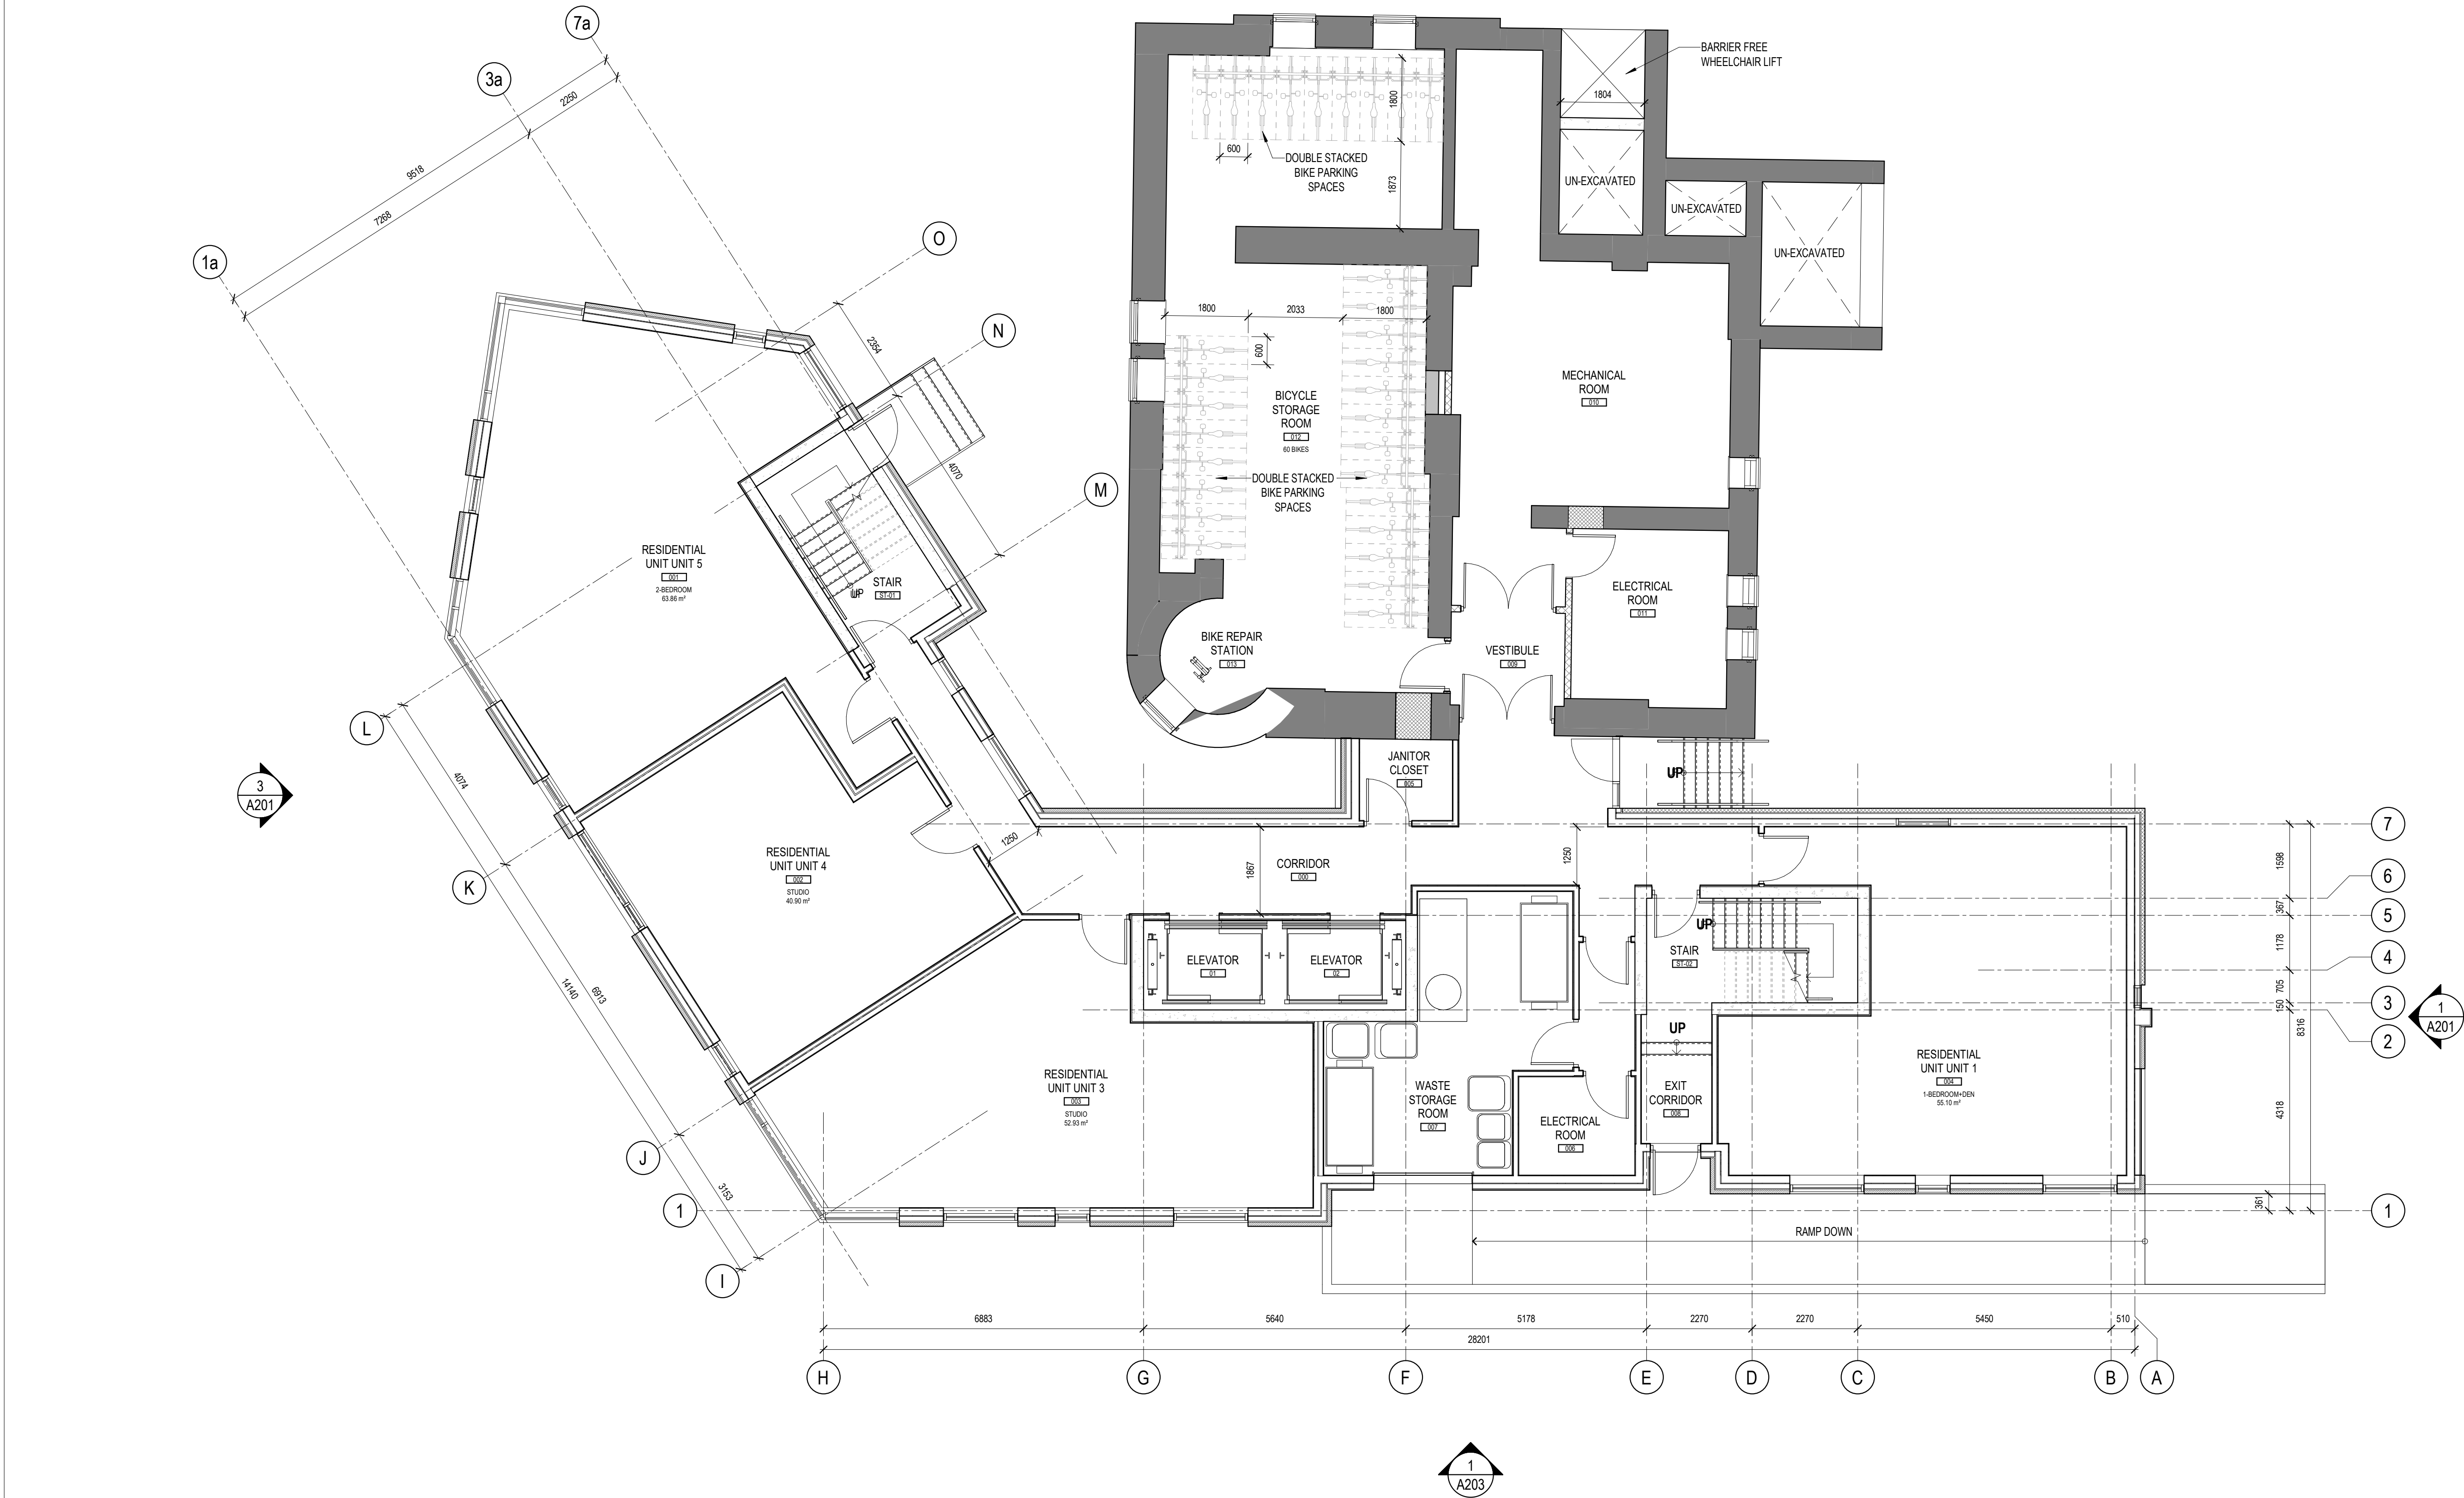 7a
3a
BARRIER FREE
WHEELCHAIR LIFT
2250
9518
7268
1800
1804
600
DOUBLE STACKED
BIKE PARKING
SPACES
1873
UN-EXCAVATED
UN-EXCAVATED
UN-EXCAVATED
1a
O
N
M
2354
4070
1800
2033
1800
600
BICYCLE
STORAGE
ROOM
012
60 BIKES
DOUBLE STACKED
BIKE PARKING
SPACES
MECHANICAL
ROOM
010
RESIDENTIAL
UNIT UNIT 5
001
2-BEDROOM
63.86 m²
STAIR
ST-01
UP
ELECTRICAL
ROOM
011
BIKE REPAIR
STATION
013
VESTIBULE
009
L
3
A201
4074
K
JANITOR
CLOSET
005
UP
1250
1867
CORRIDOR
000
1250
RESIDENTIAL
UNIT UNIT 4
002
STUDIO
40.90 m²
7
6
5
4
3
2
1
1598
367
1178
705
150
4318
8316
361
1
A201
ELEVATOR
01
ELEVATOR
02
UP
STAIR
ST-02
UP
6913
14140
3153
RESIDENTIAL
UNIT UNIT 3
003
STUDIO
52.93 m²
WASTE
STORAGE
ROOM
007
ELECTRICAL
ROOM
006
EXIT
CORRIDOR
008
RESIDENTIAL
UNIT UNIT 1
004
1-BEDROOM+DEN
55.10 m²
J
1
I
RAMP DOWN
6883
5640
5178
2270
2270
5450
510
28201
H
G
F
E
D
C
B
A
1
A203